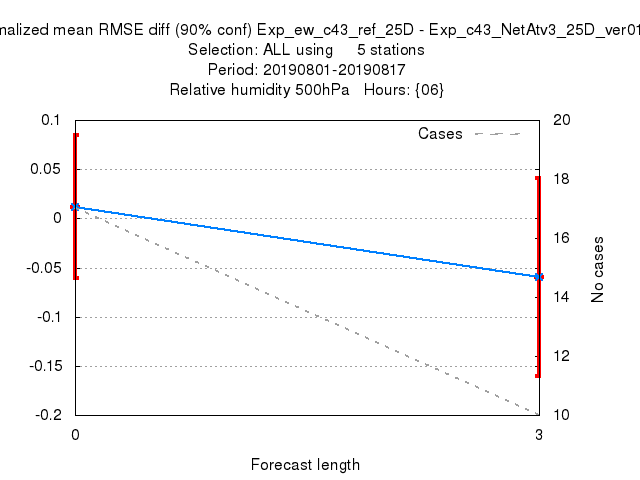 malized mean RMSE diff (90% conf) Exp_ew_c43_ref_25D - Exp_c43_NetAtv3_25D_ver01
Selection: ALL using 5 stations
Period: 20190801-20190817
Relative humidity 500hPa Hours: {06}
Cases
0.1
0.05
0
-0.05
-0.1
-0.15
-0.2
20
18
16
14
12
10
No cases
0
3
Forecast length